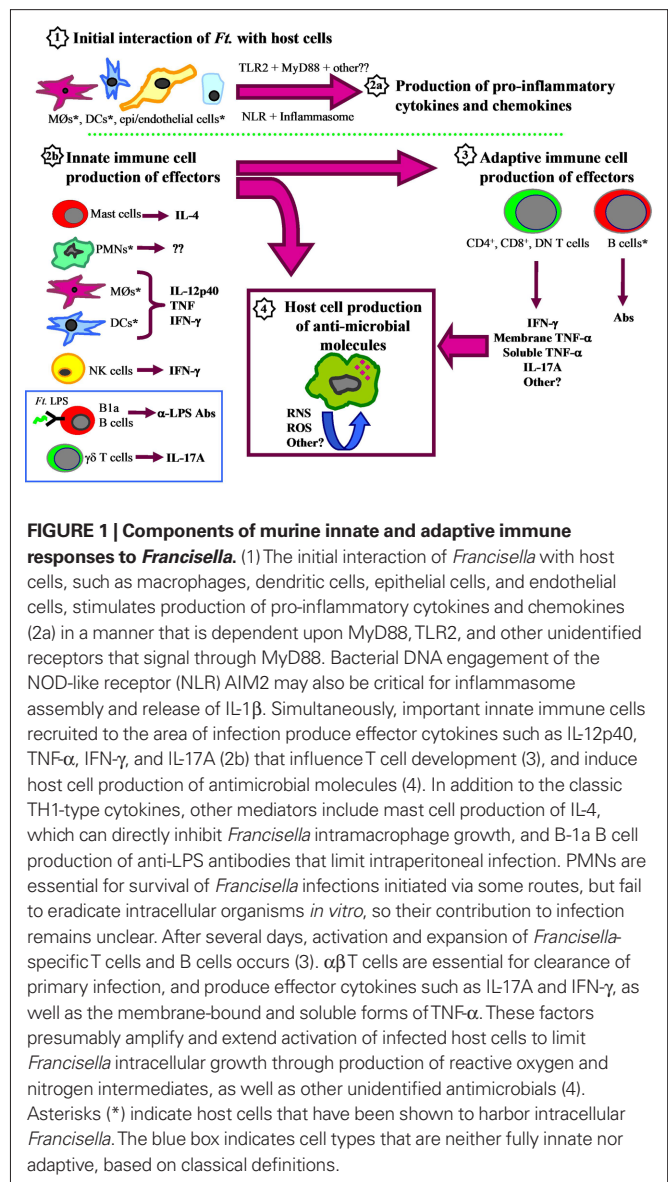 1 Initial interaction of Ft. with host cells
TLR2 + MyD88 + other??
MØs*, DCs*, epi/endothelial cells*
NLR + Inflammasome
2a Production of pro-inflammatory
cytokines and chemokines
2b Innate immune cell
production of effectors
Mast cells
IL-4
PMNs*
??
MØs*
DCs*
IL-12p40
TNF
IFN-γ
NK cells
IFN-γ
Ft. LPS
B1a
B cells
α-LPS Abs
γδ T cells
IL-17A
3 Adaptive immune cell
production of effectors
CD4⁺, CD8⁺, DN T cells
B cells*
IFN-γ
Membrane TNF-α
Soluble TNF-α
IL-17A
Other?
Abs
4 Host cell production
of anti-microbial
molecules
RNS
ROS
Other?
FIGURE 1 | Components of murine innate and adaptive immune
responses to Francisella. (1) The initial interaction of Francisella with host
cells, such as macrophages, dendritic cells, epithelial cells, and endothelial
cells, stimulates production of pro-inflammatory cytokines and chemokines
(2a) in a manner that is dependent upon MyD88, TLR2, and other unidentified
receptors that signal through MyD88. Bacterial DNA engagement of the
NOD-like receptor (NLR) AIM2 may also be critical for inflammasome
assembly and release of IL-1β. Simultaneously, important innate immune cells
recruited to the area of infection produce effector cytokines such as IL-12p40,
TNF-α, IFN-γ, and IL-17A (2b) that influence T cell development (3), and induce
host cell production of antimicrobial molecules (4). In addition to the classic
TH1-type cytokines, other mediators include mast cell production of IL-4,
which can directly inhibit Francisella intramacrophage growth, and B-1a B cell
production of anti-LPS antibodies that limit intraperitoneal infection. PMNs are
essential for survival of Francisella infections initiated via some routes, but fail
to eradicate intracellular organisms in vitro, so their contribution to infection
remains unclear. After several days, activation and expansion of Francisella-
specific T cells and B cells occurs (3). αβ T cells are essential for clearance of
primary infection, and produce effector cytokines such as IL-17A and IFN-γ, as
well as the membrane-bound and soluble forms of TNF-α. These factors
presumably amplify and extend activation of infected host cells to limit
Francisella intracellular growth through production of reactive oxygen and
nitrogen intermediates, as well as other unidentified antimicrobials (4).
Asterisks (*) indicate host cells that have been shown to harbor intracellular
Francisella. The blue box indicates cell types that are neither fully innate nor
adaptive, based on classical definitions.